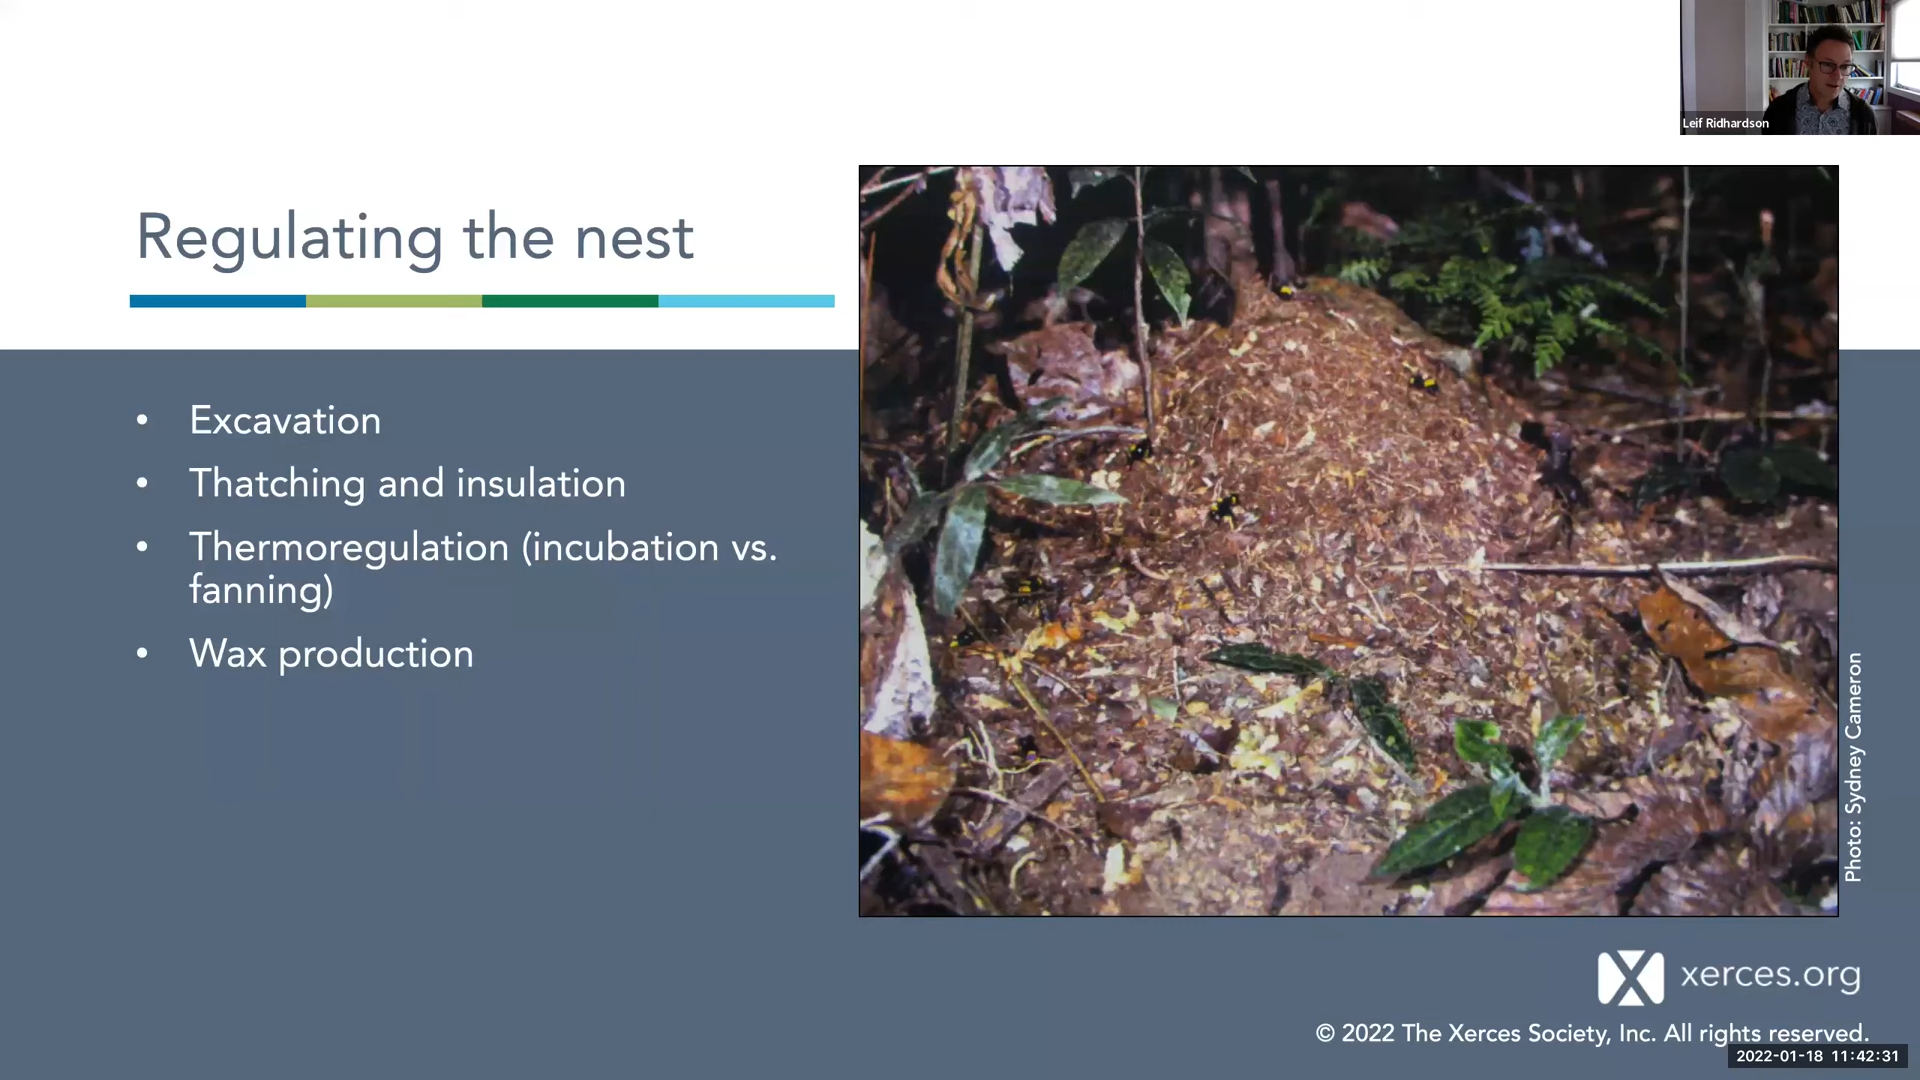 Leif Ridhardson
Regulating the nest
• Excavation
• Thatching and insulation
• Thermoregulation (incubation vs.
fanning)
• Wax production
Photo: Sydney Cameron
xerces.org
© 2022 The Xerces Society, Inc. All rights reserved.
2022-01-18 11:42:31